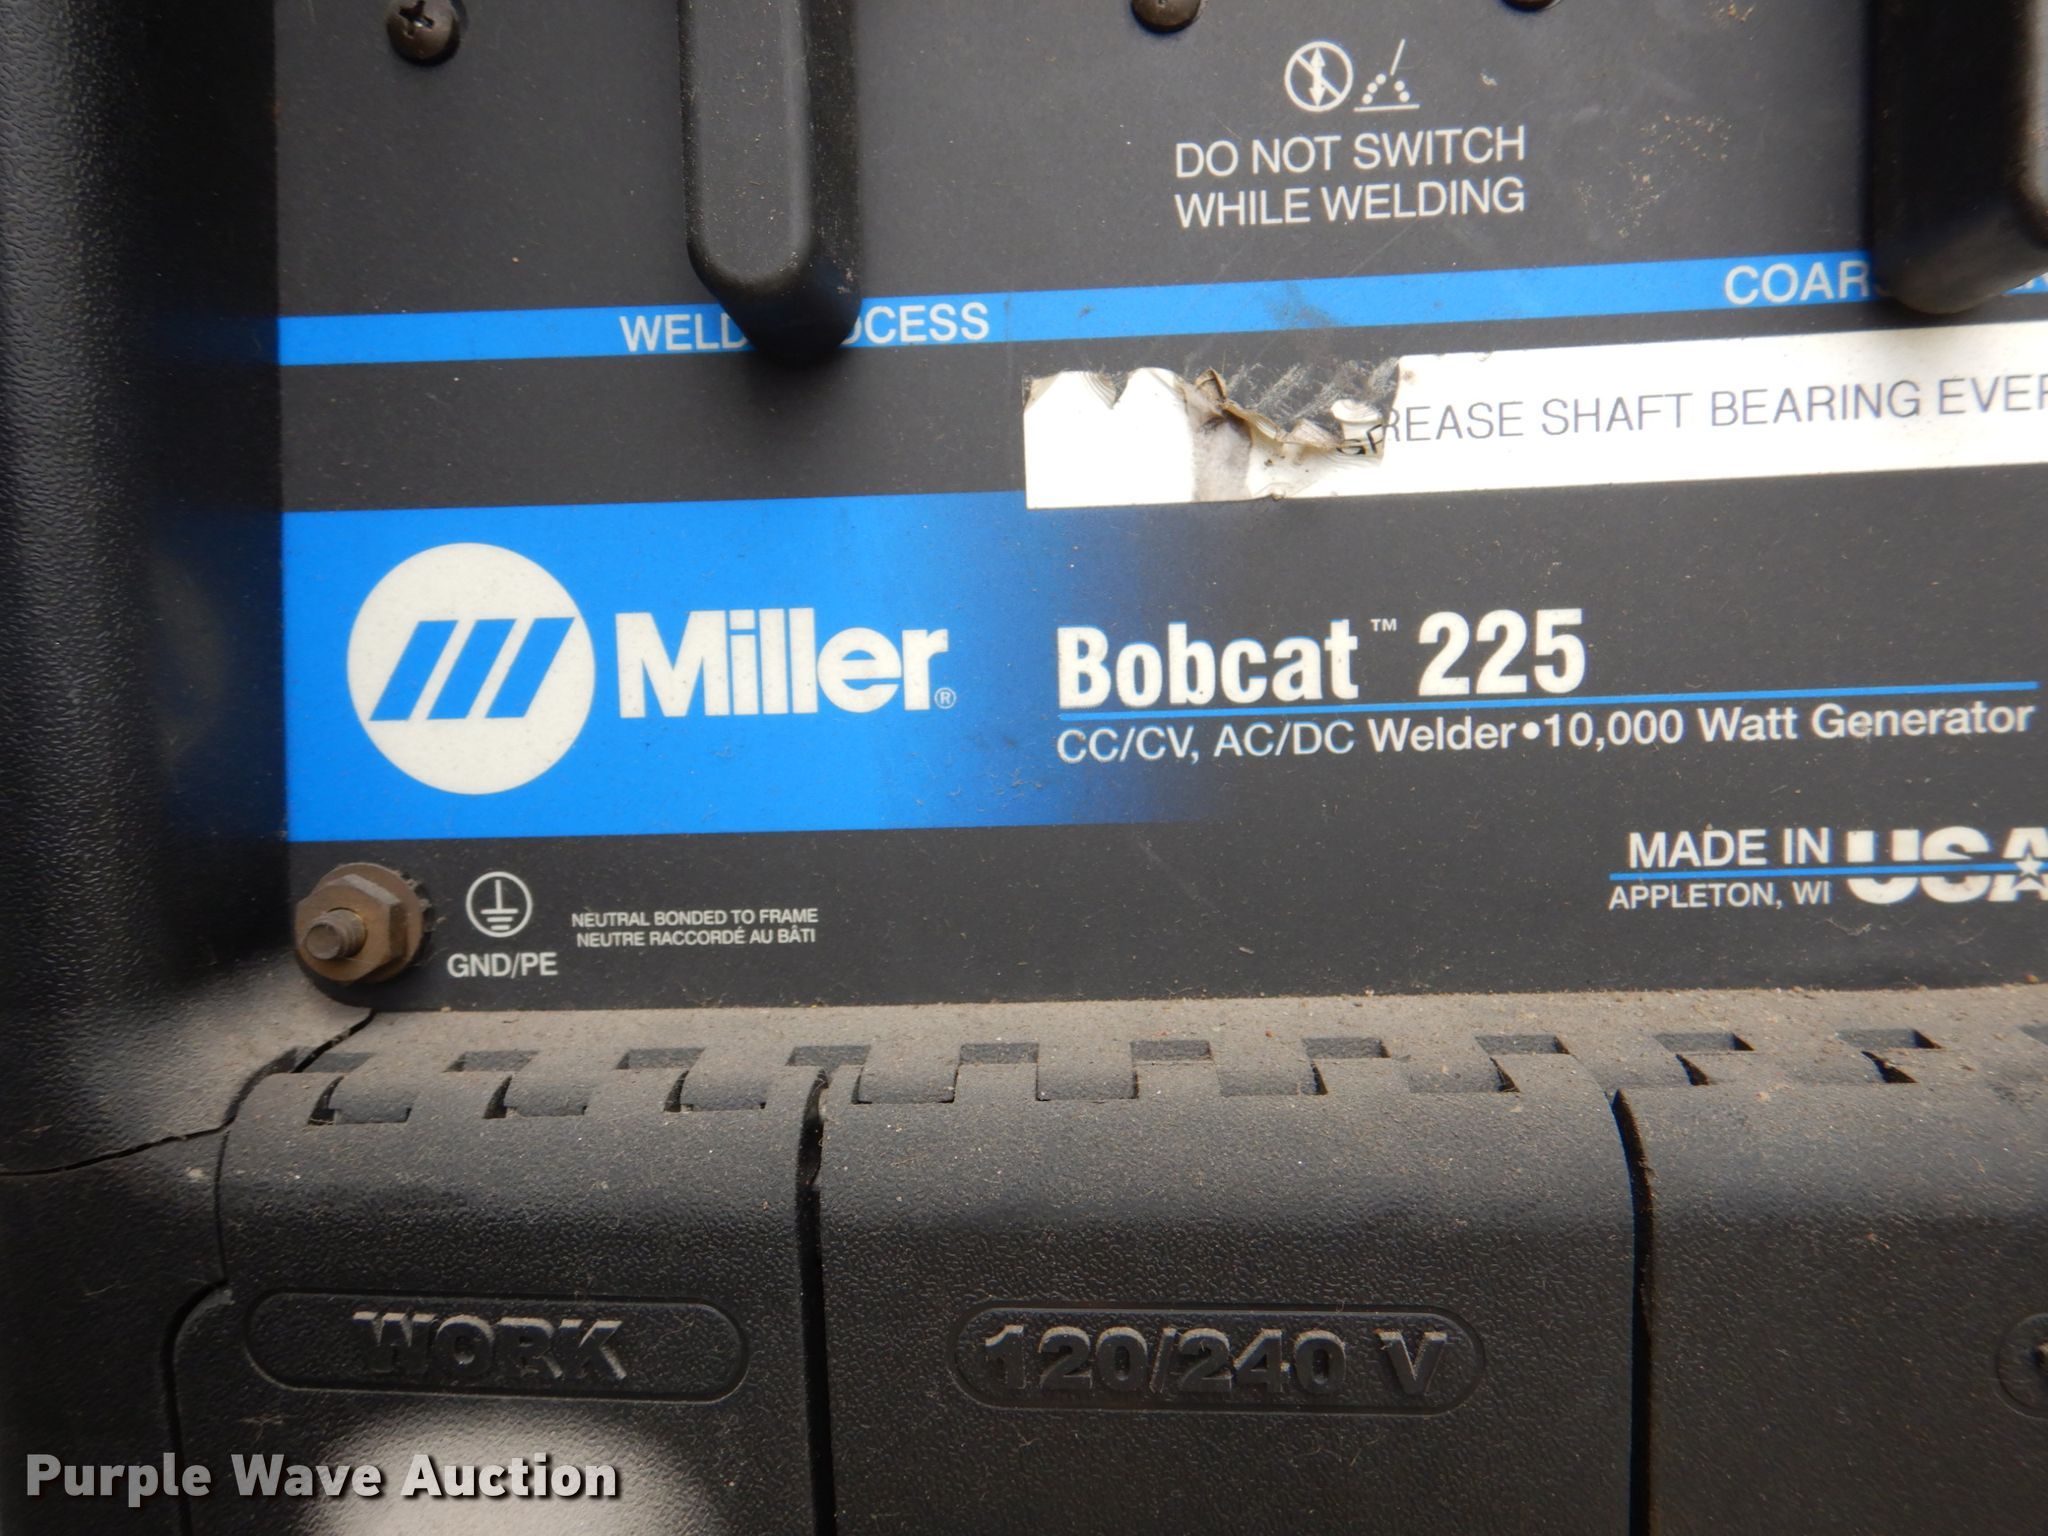 DO NOT SWITCH
WHILE WELDING
WELD OCESS
COAR
GREASE SHAFT BEARING EVER
Miller®
Bobcat™ 225
CC/CV, AC/DC Welder•10,000 Watt Generator
MADE IN USA
APPLETON, WI
GND/PE
NEUTRAL BONDED TO FRAME
NEUTRE RACCORDÉ AU BÂTI
WORK
120/240 V
Purple Wave Auction